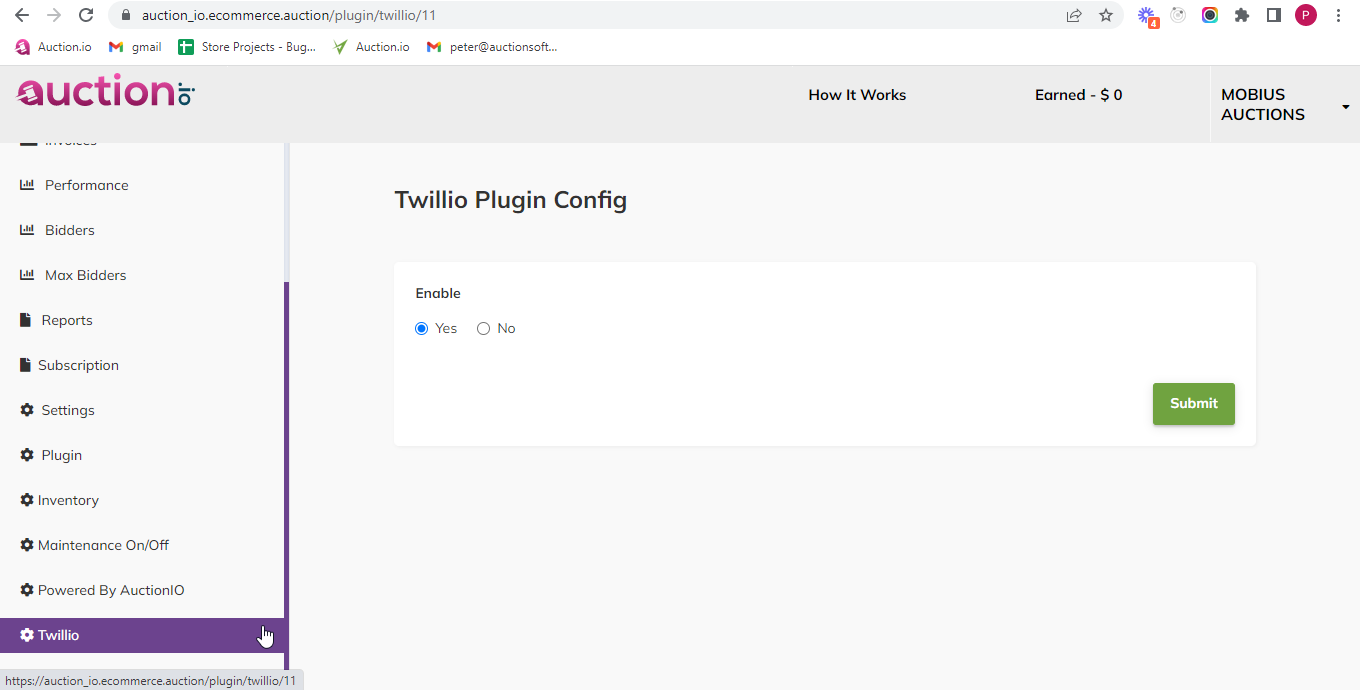 auction_io.ecommerce.auction/plugin/twillio/11
4
P
Auction.io
gmail
Store Projects - Bug...
Auction.io
peter@auctionsoft...
auction io
How It Works
Earned - $ 0
MOBIUS
AUCTIONS
Invoices
Performance
Bidders
Max Bidders
Reports
Subscription
Settings
Plugin
Inventory
Maintenance On/Off
Powered By AuctionIO
Twillio
Twillio Plugin Config
Enable
Yes
No
Submit
https://auction_io.ecommerce.auction/plugin/twillio/11